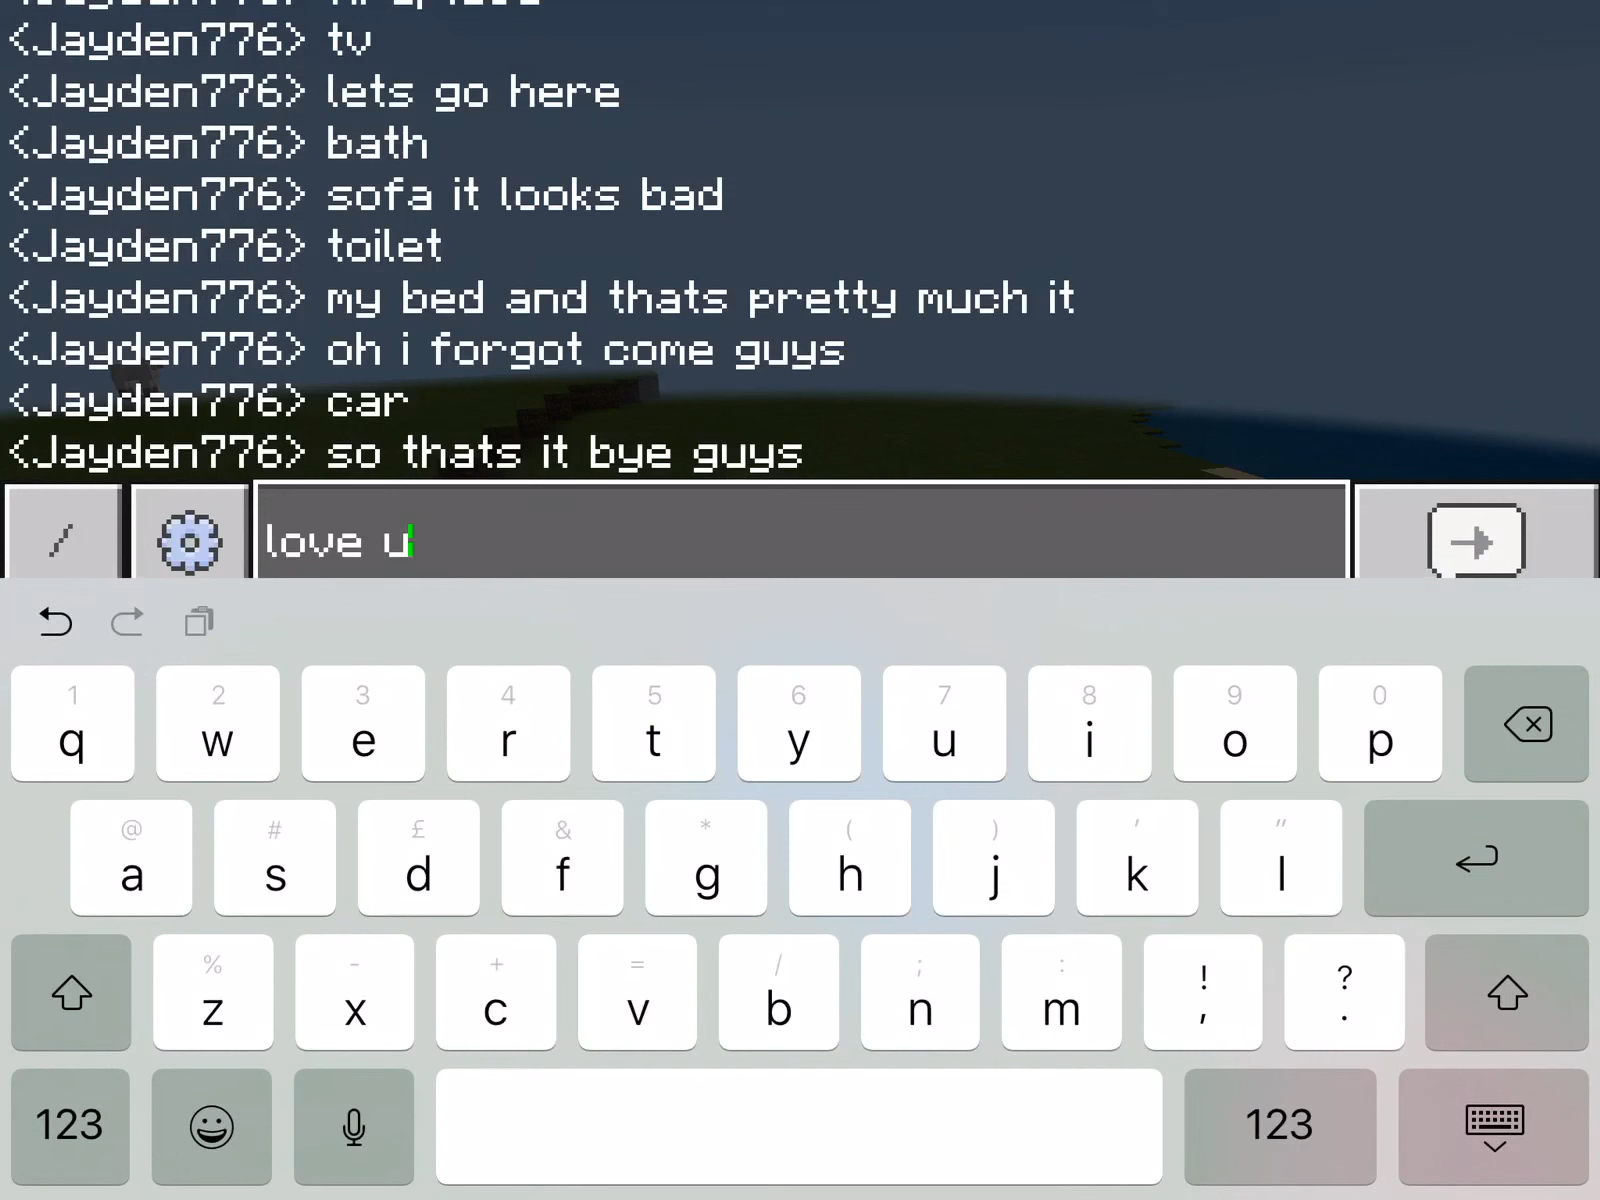 <Jayden776> tv
<Jayden776> lets go here
<Jayden776> bath
<Jayden776> sofa it looks bad
<Jayden776> toilet
<Jayden776> my bed and thats pretty much it
<Jayden776> oh i forgot come guys
<Jayden776> car
<Jayden776> so thats it bye guys
/ love u
1 2 3 4 5 6 7 8 9 0
q w e r t y u i o p
@ # £ & * ( ) ' "
a s d f g h j k l
% - + = / ; : ! ?
z x c v b n m , .
123 123